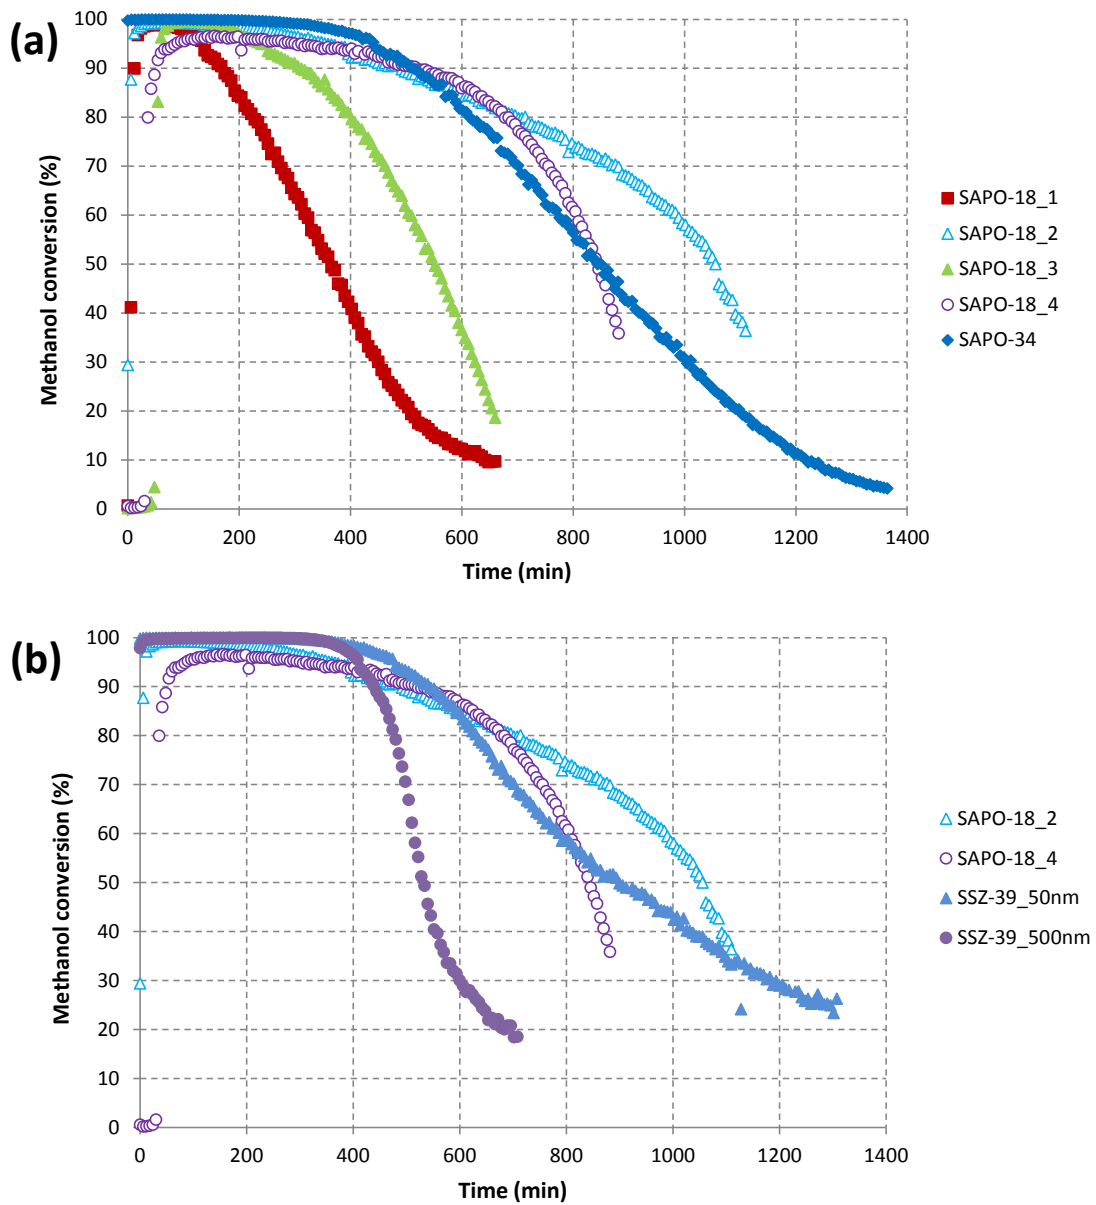 (a)
Methanol conversion (%)
100
90
80
70
60
50
40
30
20
10
0
0 200 400 600 800 1000 1200 1400
Time (min)
SAPO-18_1
SAPO-18_2
SAPO-18_3
SAPO-18_4
SAPO-34
(b)
Methanol conversion (%)
100
90
80
70
60
50
40
30
20
10
0
0 200 400 600 800 1000 1200 1400
Time (min)
SAPO-18_2
SAPO-18_4
SSZ-39_50nm
SSZ-39_500nm